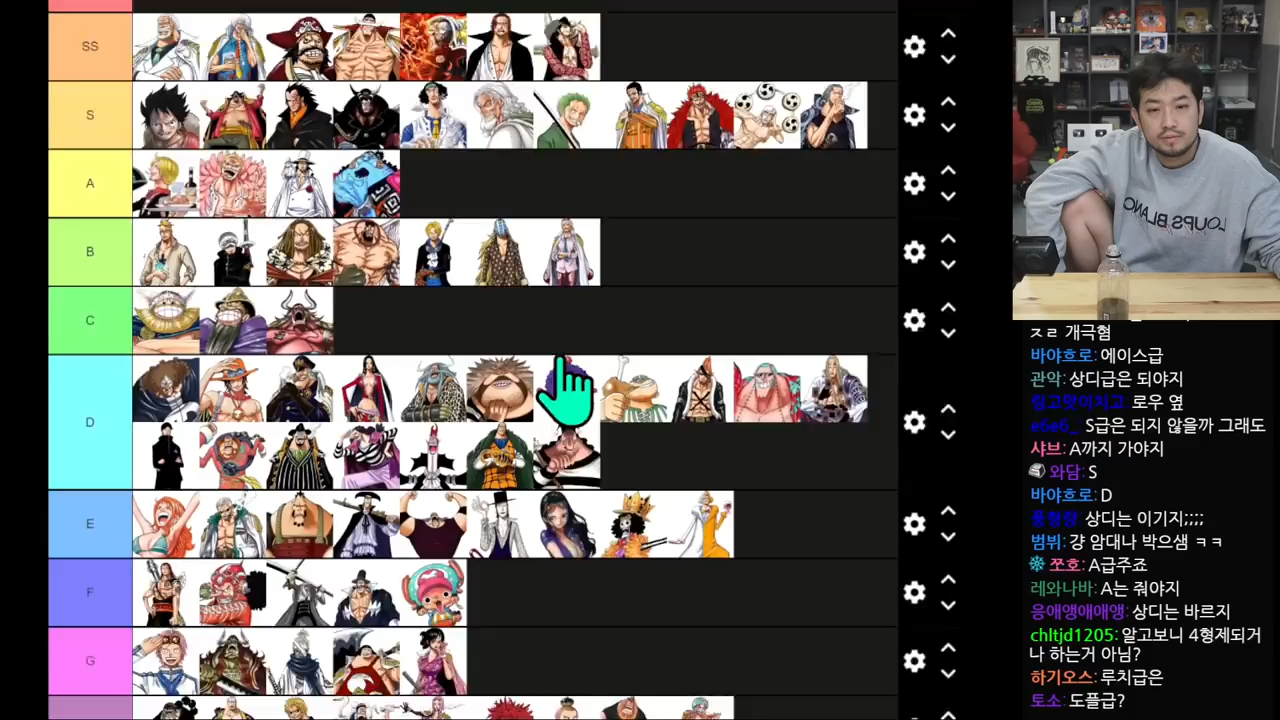 SS
S
A
B
C
D
E
F
G
LOUPS BLANC
ㅈㄹ 개극혐
바야흐로: 에이스급
관악: 상디급은 되야지
링고맛이치고: 로우 옆
e6e6_: S급은 되지 않을까 그래도
샤브: A까지 가야지
와담: S
바야흐로: D
상디는 이기지;;;;
범뷔: 걍 암대나 박으샘 ㅋㅋ
쪼호: A급주죠
레와나바: A는 줘야지
응애앵애애앵: 상디는 바르지
chltjd1205: 알고보니 4형제되거
나 하는거 아님?
하기오스: 루치급은
토소: 도플급?